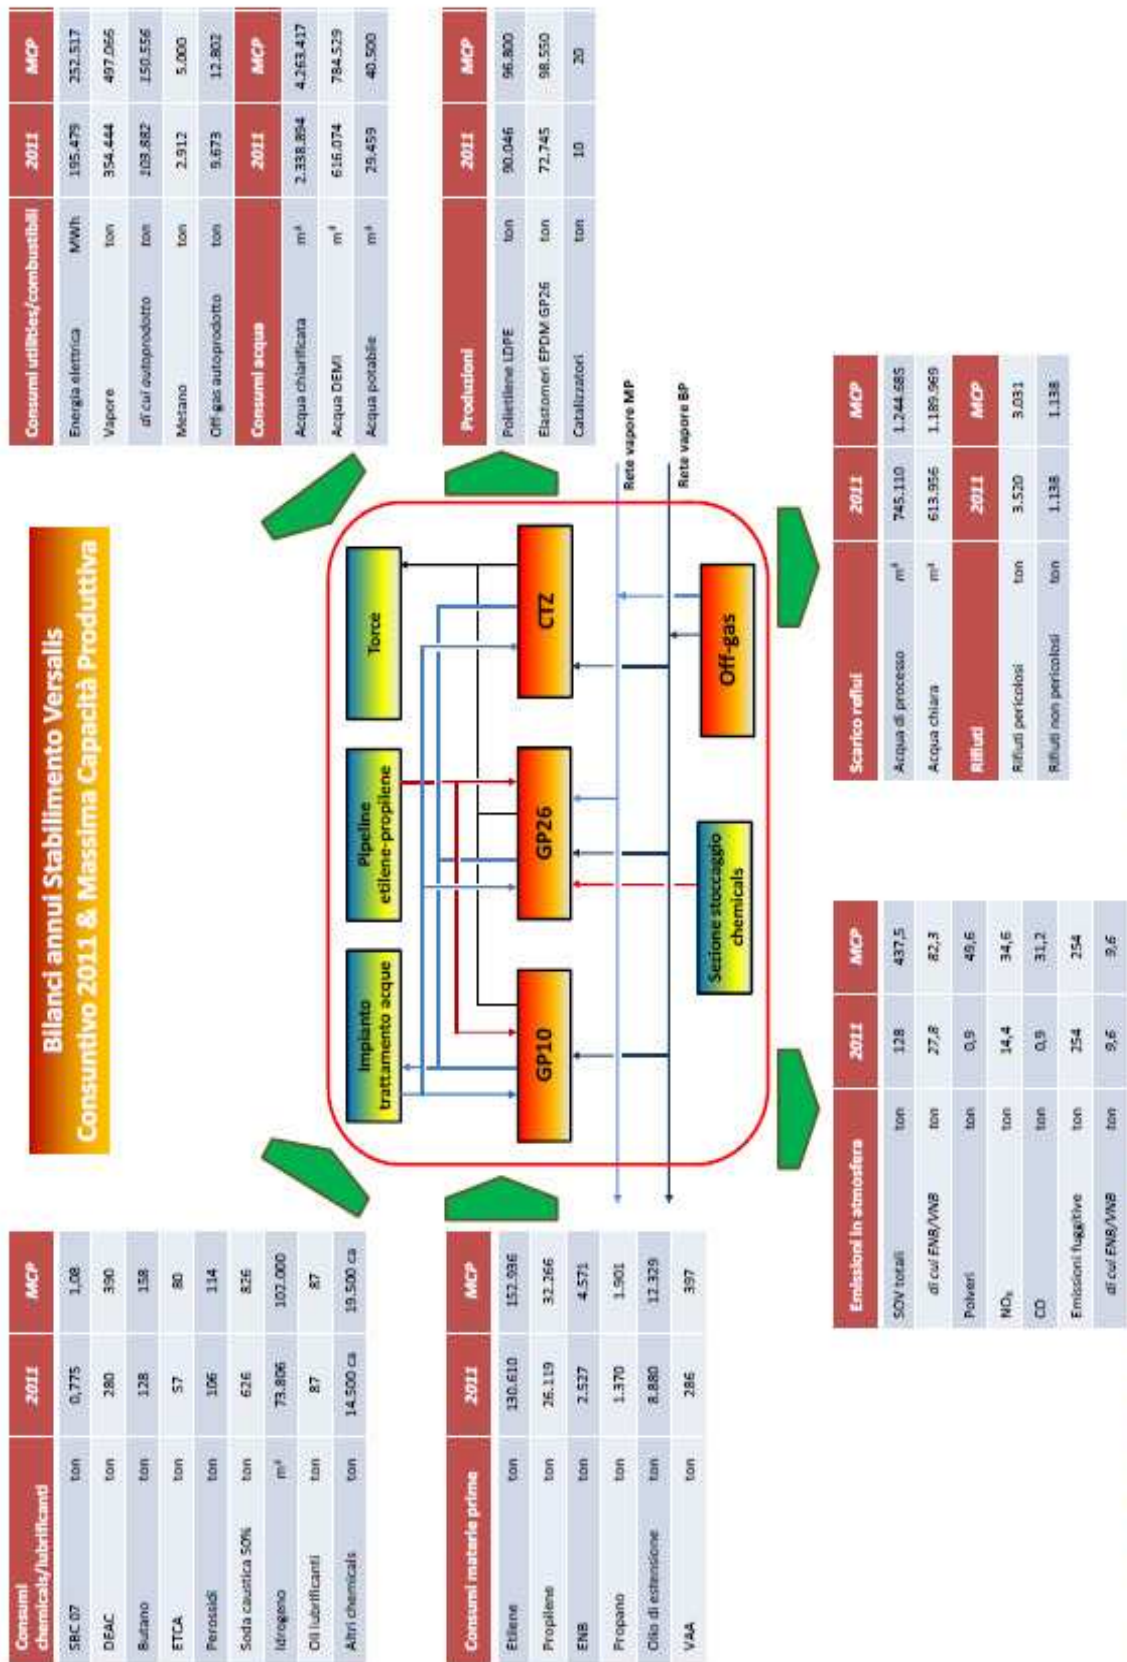 Bilanci annui Stabilimento Versalis
Consuntivo 2011 & Massima Capacità Produttiva
Consumi chemicals/lubrificanti 2011 MCP
SBC 07 ton 0,775 1,08
DEAC ton 280 390
Butano ton 128 158
ETCA ton 57 80
Perossidi ton 106 114
Soda caustica 50% ton 626 826
Idrogeno m³ 73.806 102.000
Oli lubrificanti ton 87 87
Altri chemicals ton 14.500 ca 19.500 ca
Consumi utilities/combustibili 2011 MCP
Energia elettrica MWh 195.479 252.517
Vapore ton 354.444 497.066
di cui autoprodotto ton 103.882 150.556
Metano ton 2.912 5.000
Off-gas autoprodotto ton 9.673 12.802
Consumi acqua 2011 MCP
Acqua chiarificata m³ 2.338.894 4.263.417
Acqua DEMI m³ 616.074 784.529
Acqua potabile m³ 29.459 40.500
Consumi materie prime 2011 MCP
Etilene ton 130.610 152.936
Propilene ton 26.119 32.266
ENB ton 2.527 4.571
Propano ton 1.370 1.901
Olio di estensione ton 8.880 12.329
VAA ton 286 397
Impianto trattamento acque
Pipeline etilene-propilene
Torce
GP10
GP26
CTZ
Sezione stoccaggio chemicals
Off-gas
Rete vapore MP
Rete vapore BP
Produzioni 2011 MCP
Polietilene LDPE ton 90.046 96.800
Elastomeri EPDM GP26 ton 72.745 98.550
Catalizzatori ton 10 20
Emissioni in atmosfera 2011 MCP
SOV totali ton 128 437,5
di cui ENB/VNB ton 27,8 82,3
Polveri ton 0,9 49,6
NOx ton 14,4 34,6
CO ton 0,9 31,2
Emissioni fuggitive ton 254 254
di cui ENB/VNB ton 9,6 9,6
Scarico reflui 2011 MCP
Acqua di processo m³ 745.110 1.244.685
Acqua chiara m³ 613.956 1.189.969
Rifiuti 2011 MCP
Rifiuti pericolosi ton 3.520 3.031
Rifiuti non pericolosi ton 1.138 1.138